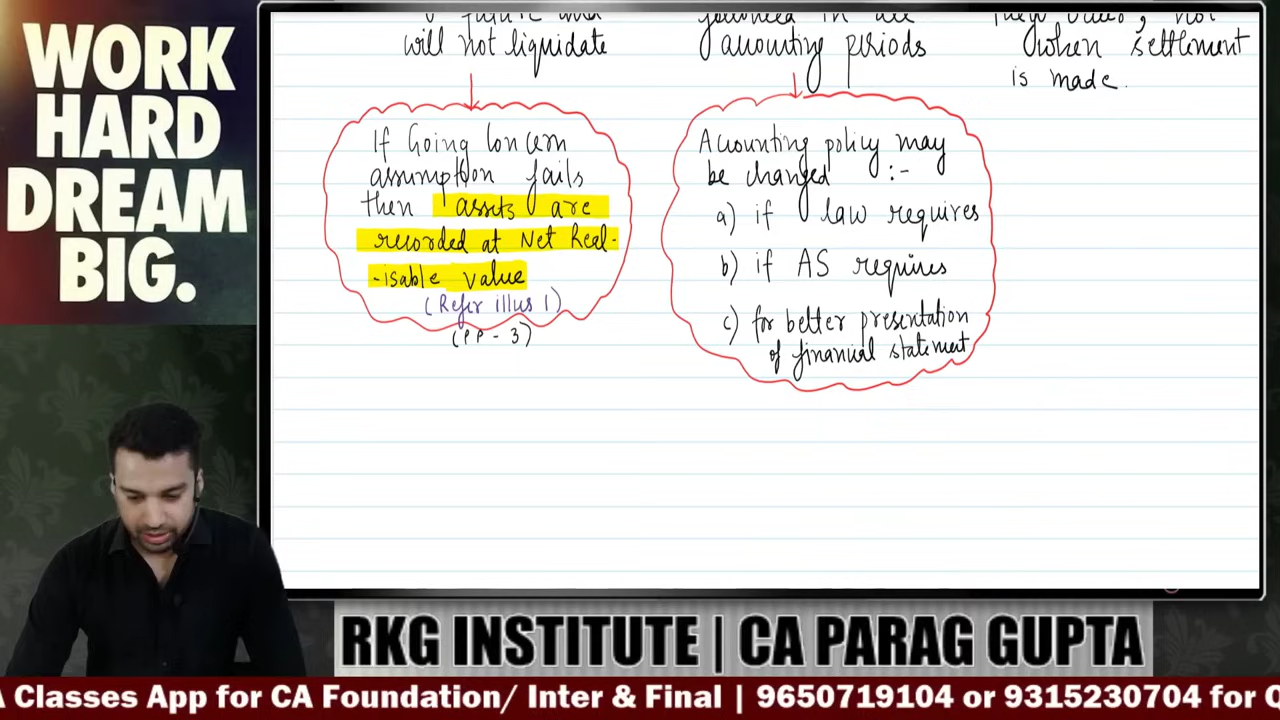 WORK
HARD
DREAM
BIG.
will not liquidate
accounting periods
when settlement
is made.
If Going Concern
assumption fails
then assets are
recorded at Net Real-
-isable value
(Refer illus 1)
(PP - 3)
Accounting policy may
be changed :-
a) if law requires
b) if AS requires
c) for better presentation
of financial statement
RKG INSTITUTE | CA PARAG GUPTA
A Classes App for CA Foundation/ Inter & Final | 9650719104 or 9315230704 for Q